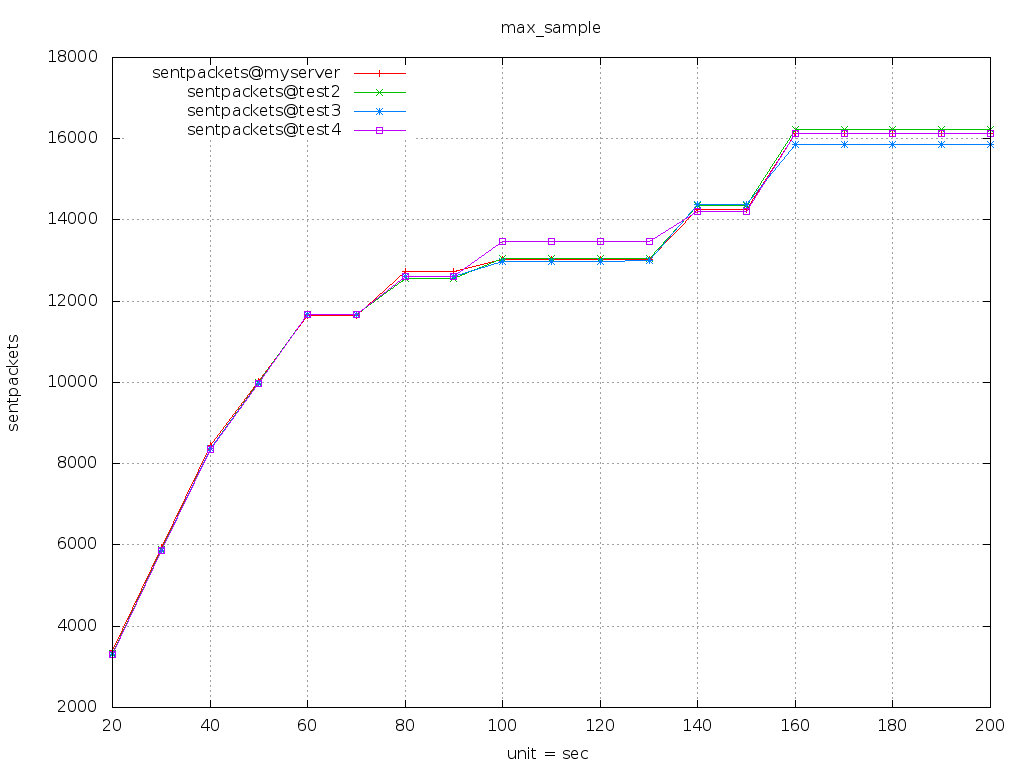 max_sample
18000
16000
14000
12000
10000
8000
6000
4000
2000
sentpackets
sentpackets@myserver
sentpackets@test2
sentpackets@test3
sentpackets@test4
20 40 60 80 100 120 140 160 180 200
unit = sec